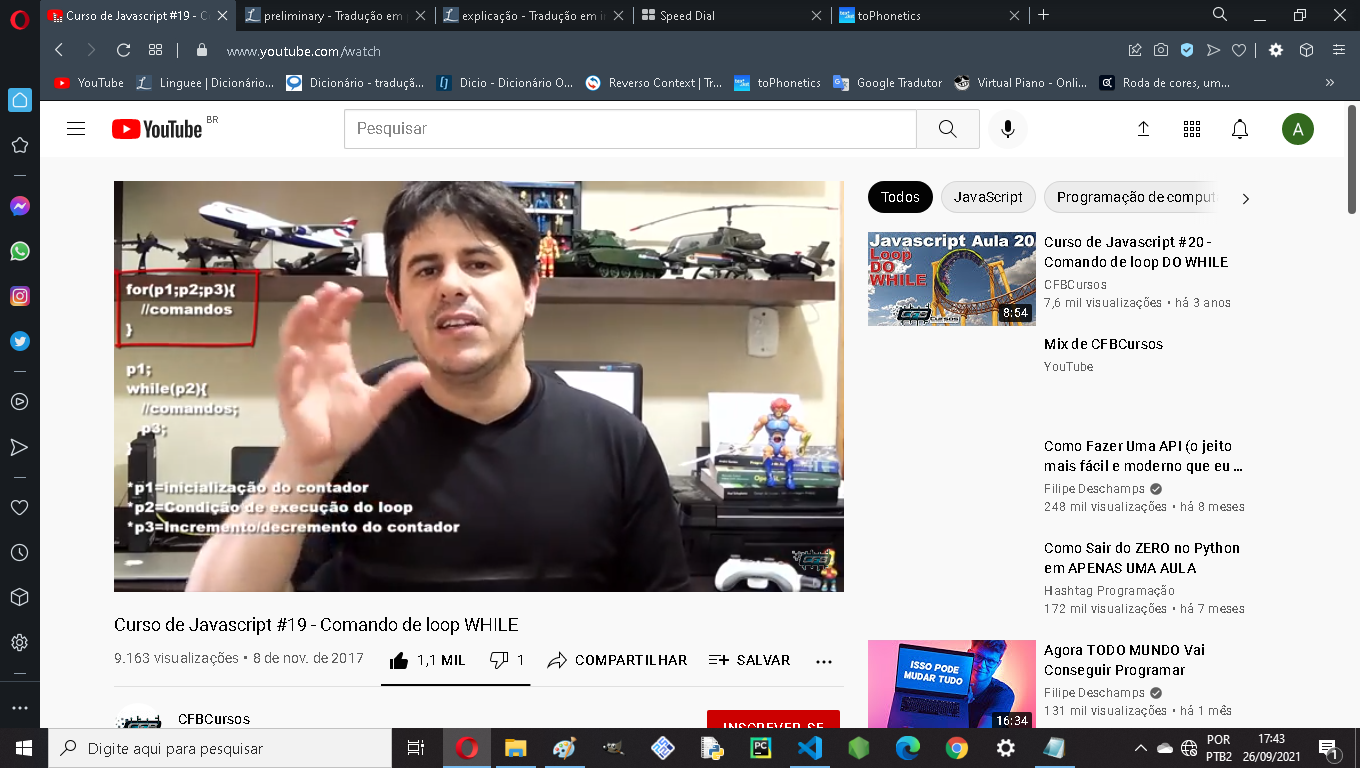 Curso de Javascript #19 - C
preliminary - Tradução em
explicação - Tradução em i
Speed Dial
toPhonetics
www.youtube.com/watch
YouTube
Linguee | Dicionário...
Dicionário - traduçã...
Dicio - Dicionário O...
Reverso Context | Tr...
toPhonetics
Google Tradutor
Virtual Piano - Onli...
Roda de cores, um...
YouTube BR
Pesquisar
A
for(p1;p2;p3){
//comandos
}
p1;
while(p2){
//comandos;
p3;
}
*p1=inicialização do contador
*p2=Condição de execução do loop
*p3=Incremento/decremento do contador
Curso de Javascript #19 - Comando de loop WHILE
9.163 visualizações • 8 de nov. de 2017
1,1 MIL
1
COMPARTILHAR
SALVAR
CFBCursos
INSCREVER-SE
Todos
JavaScript
Programação de comput
Javascript Aula 20
Loop
DO
WHILE
CFBCursos
8:54
Curso de Javascript #20 -
Comando de loop DO WHILE
CFBCursos
7,6 mil visualizações • há 3 anos
Mix de CFBCursos
YouTube
Como Fazer Uma API (o jeito
mais fácil e moderno que eu ...
Filipe Deschamps
248 mil visualizações • há 8 meses
Como Sair do ZERO no Python
em APENAS UMA AULA
Hashtag Programação
172 mil visualizações • há 7 meses
ISSO PODE
MUDAR TUDO
16:34
Agora TODO MUNDO Vai
Conseguir Programar
Filipe Deschamps
131 mil visualizações • há 1 mês
Digite aqui para pesquisar
PC
POR
PTB2
17:43
26/09/2021
1